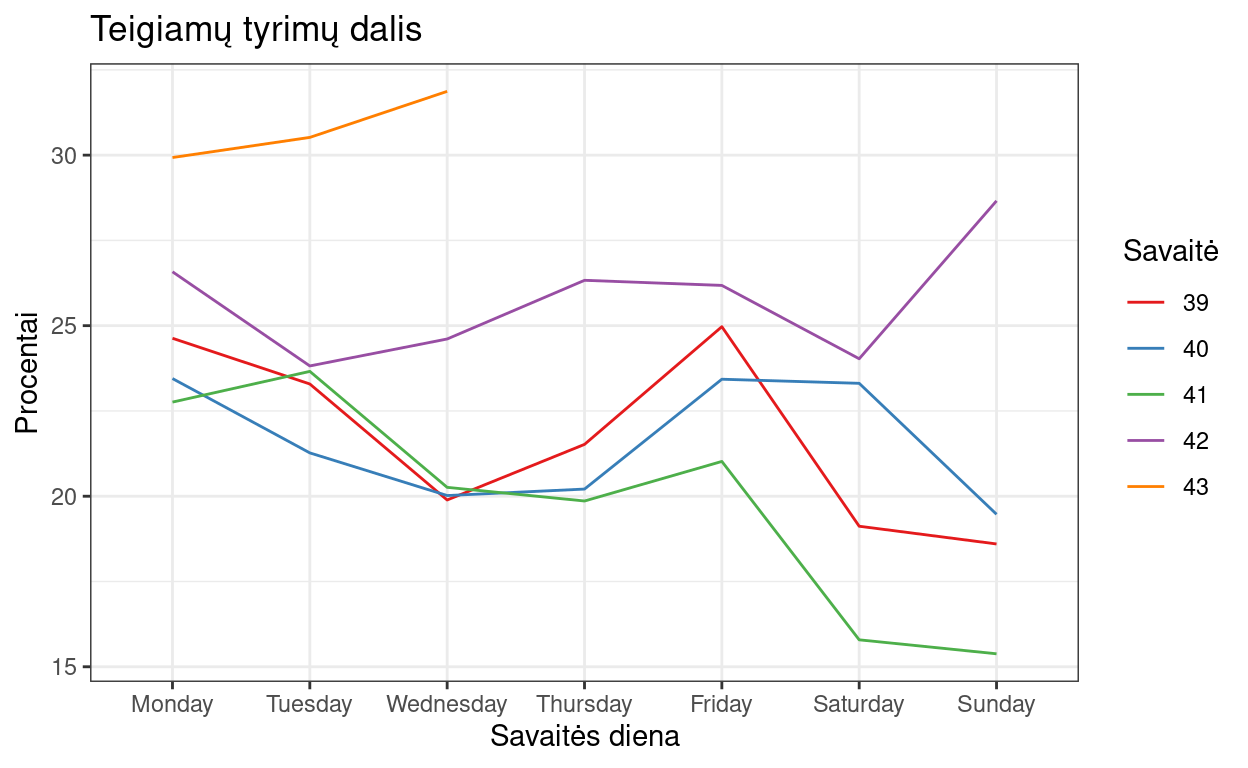 Teigiamų tyrimų dalis
Procentai
30
25
20
15
Monday Tuesday Wednesday Thursday Friday Saturday Sunday
Savaitės diena
Savaitė
39
40
41
42
43